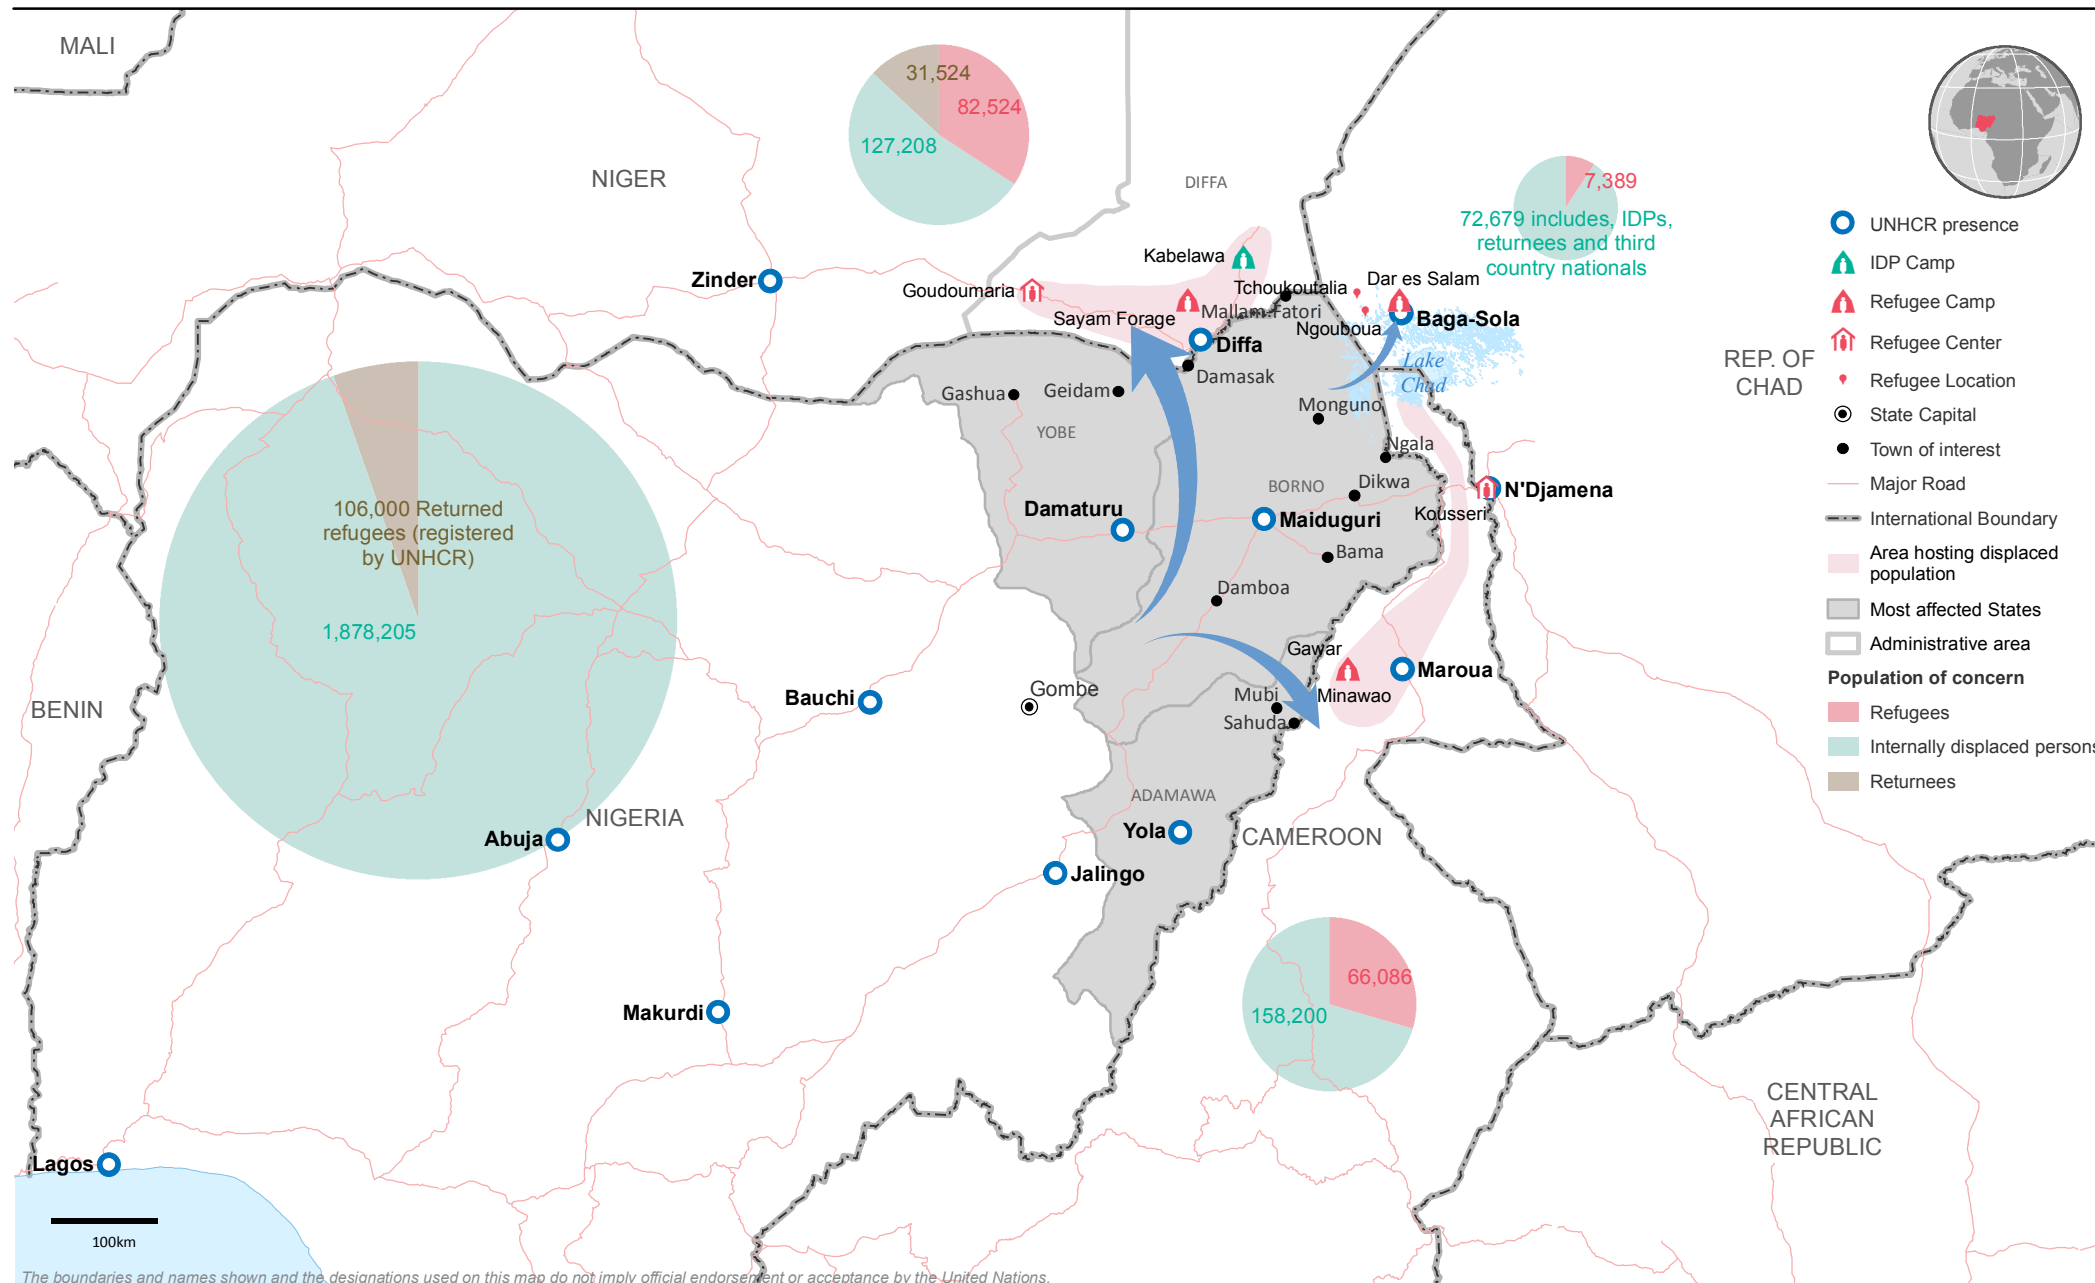 MALI
NIGER
31,524
82,524
127,208
DIFFA
7,389
72,679 includes, IDPs,
returnees and third
country nationals
Kabelawa
Zinder
Goudoumaria
Tchoukoutalia
Dar es Salam
Sayam Forage
Mallam-Fatori
Ngouboua
Baga-Sola
Diffa
Damasak
Lake
Chad
REP. OF
CHAD
Gashua
Geidam
Monguno
YOBE
Ngala
BORNO
Dikwa
N'Djamena
Damaturu
Maiduguri
Kousseri
Bama
106,000 Returned
refugees (registered
by UNHCR)
Damboa
1,878,205
Gawar
Maroua
Gombe
Mubi
Minawao
Bauchi
BENIN
Sahuda
ADAMAWA
NIGERIA
Abuja
Yola
CAMEROON
Jalingo
66,086
158,200
Makurdi
CENTRAL
AFRICAN
REPUBLIC
Lagos
100km
The boundaries and names shown and the designations used on this map do not imply official endorsement or acceptance by the United Nations.
UNHCR presence
IDP Camp
Refugee Camp
Refugee Center
Refugee Location
State Capital
Town of interest
Major Road
International Boundary
Area hosting displaced
population
Most affected States
Administrative area
Population of concern
Refugees
Internally displaced persons
Returnees